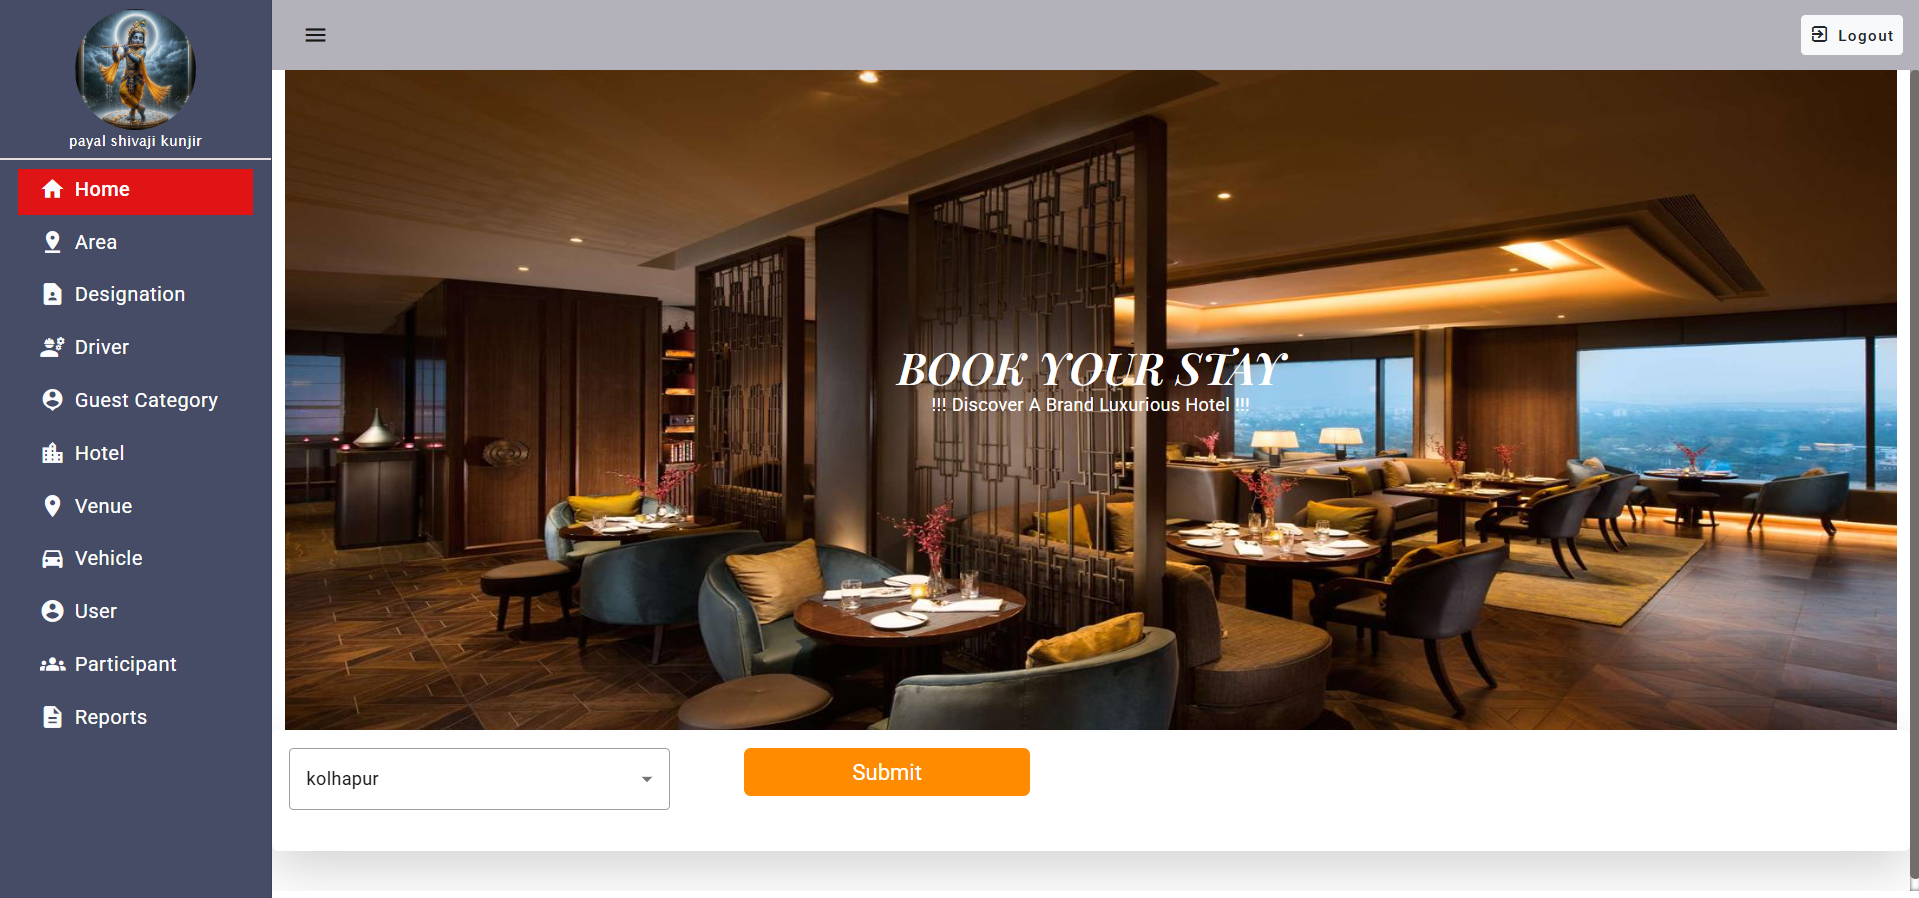 payal shivaji kunjir
Home
Area
Designation
Driver
Guest Category
Hotel
Venue
Vehicle
User
Participant
Reports
Logout
BOOK YOUR STAY
!!! Discover A Brand Luxurious Hotel !!!
kolhapur
Submit